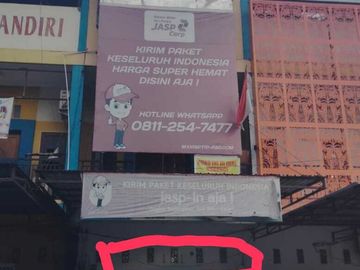 ANDIRI
JASP
Corp
KIRIM PAKET
KESELURUH INDONESIA
HARGA SUPER HEMAT
DISINI AJA !
HOTLINE WHATSAPP
0811-254-7477
KIRIM PAKET KESELURUH INDONESIA
jasp-in aja !